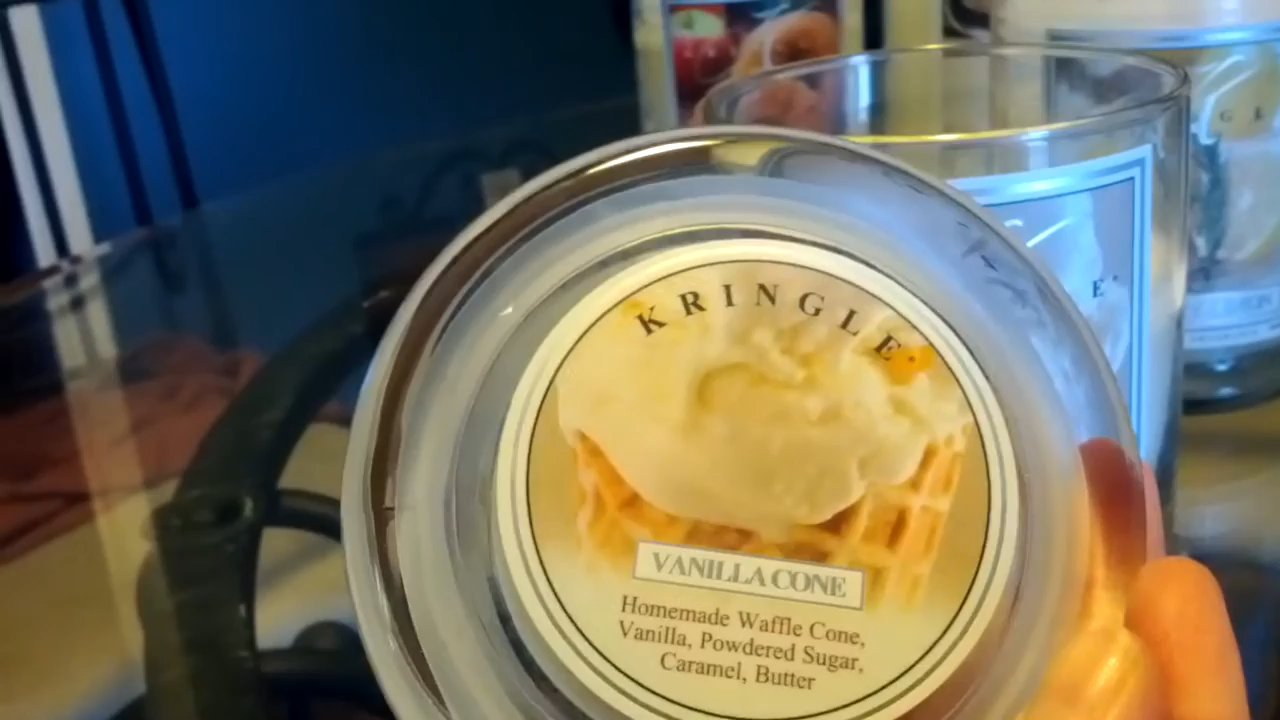 KRINGLE
VANILLA CONE
Homemade Waffle Cone,
Vanilla, Powdered Sugar,
Caramel, Butter